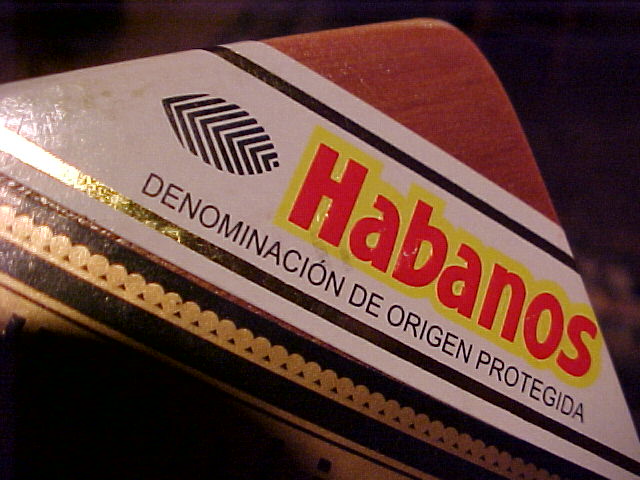 Habanos
DENOMINACIÓN DE ORIGEN PROTEGIDA